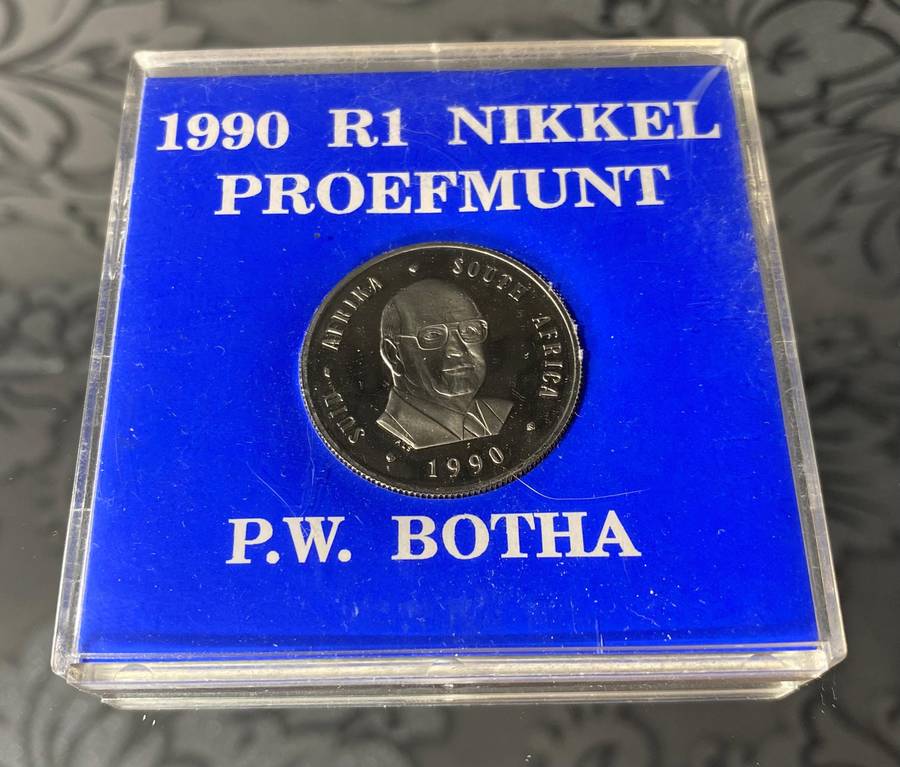 1990 R1 NIKKEL
PROEFMUNT
SUID-AFRIKA • SOUTH AFRICA
1990
P.W. BOTHA